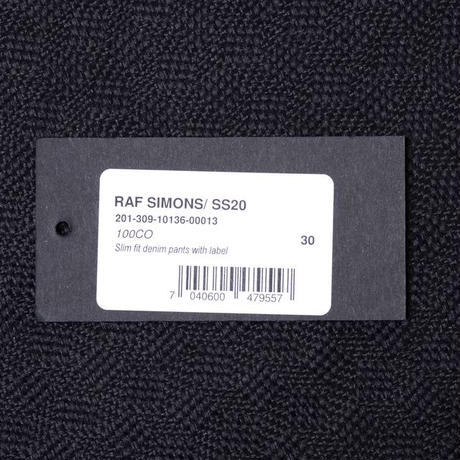 RAF SIMONS/ SS20
201-309-10136-00013
100CO
30
Slim fit denim pants with label
7 040600 479557